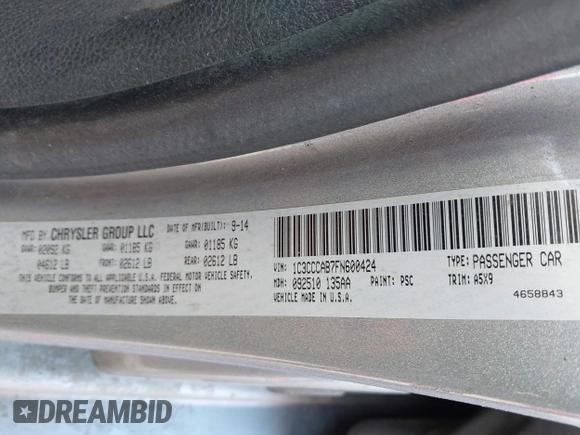 MFD BY CHRYSLER GROUP LLC DATE OF MFR(BUILT): 9-14
GVWR: 02092 KG GAWR: 01185 KG GAWR: 01185 KG
04612 LB FRONT: 02612 LB REAR: 02612 LB
THIS VEHICLE CONFORMS TO ALL APPLICABLE U.S.A. FEDERAL MOTOR VEHICLE SAFETY,
BUMPER AND THEFT PREVENTION STANDARDS IN EFFECT ON
THE DATE OF MANUFACTURE SHOWN ABOVE.
VIN: 1C3CCCAB7FN600424 TYPE: PASSENGER CAR
MDH: 092510 135AA PAINT: PSC TRIM: A5X9
VEHICLE MADE IN U.S.A. 4658843
DREAMBID